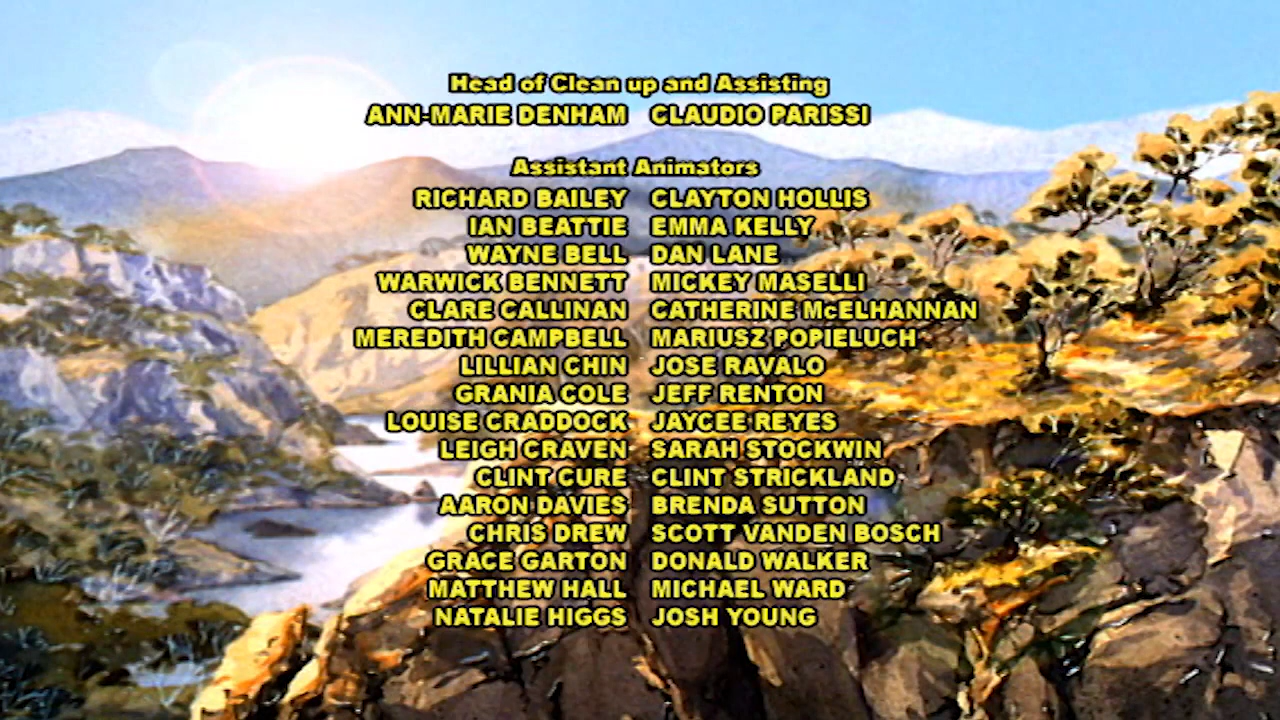 Head of Clean up and Assisting
ANN-MARIE DENHAM CLAUDIO PARISSI
Assistant Animators
RICHARD BAILEY CLAYTON HOLLIS
IAN BEATTIE EMMA KELLY
WAYNE BELL DAN LANE
WARWICK BENNETT MICKEY MASELLI
CLARE CALLINAN CATHERINE McELHANNAN
MEREDITH CAMPBELL MARIUSZ POPIELUCH
LILLIAN CHIN JOSE RAVALO
GRANIA COLE JEFF RENTON
LOUISE CRADDOCK JAYCEE REYES
LEIGH CRAVEN SARAH STOCKWIN
CLINT CURE CLINT STRICKLAND
AARON DAVIES BRENDA SUTTON
CHRIS DREW SCOTT VANDEN BOSCH
GRACE GARTON DONALD WALKER
MATTHEW HALL MICHAEL WARD
NATALIE HIGGS JOSH YOUNG